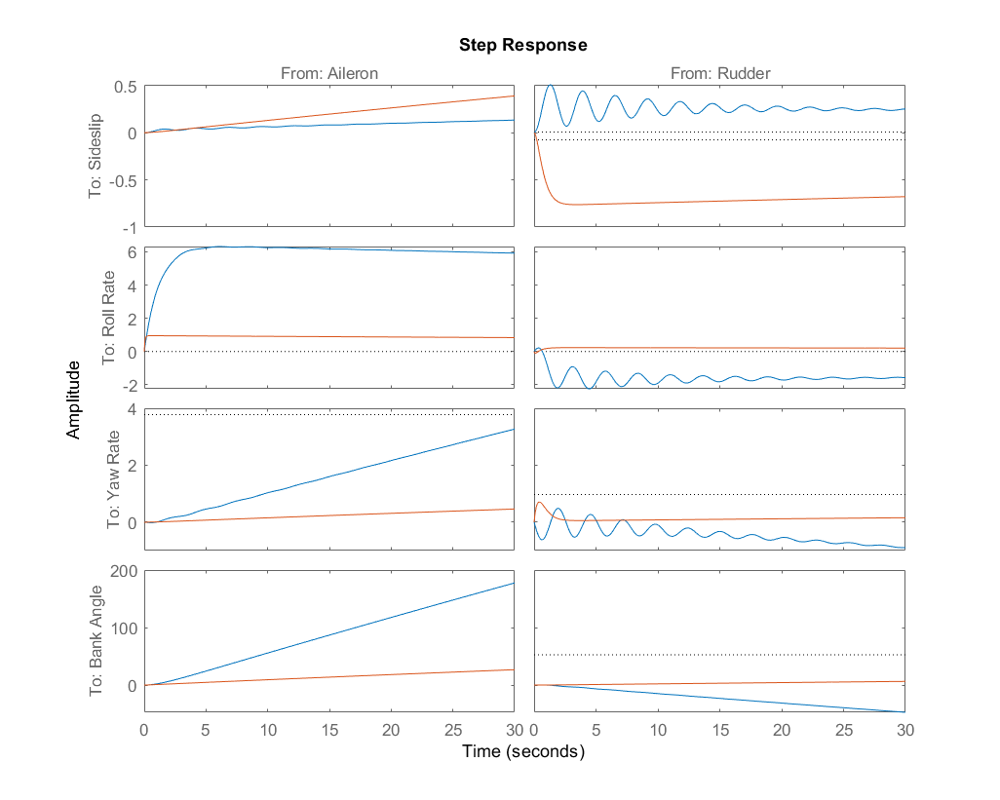 Step Response
From: Aileron
From: Rudder
Amplitude
To: Sideslip
0.5
0
-0.5
-1
To: Roll Rate
6
4
2
0
-2
To: Yaw Rate
4
2
0
To: Bank Angle
200
100
0
0 5 10 15 20 25 30
0 5 10 15 20 25 30
Time (seconds)